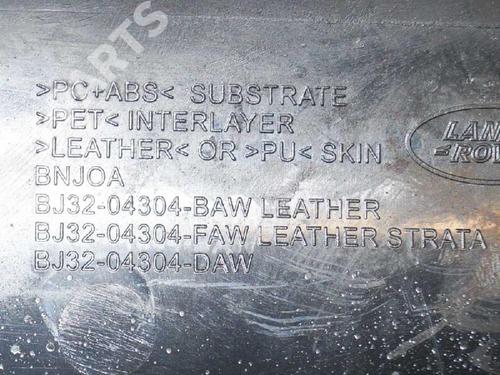 PARTS
>PC+ABS< SUBSTRATE
>PET< INTERLAYER
>LEATHER< OR >PU< SKIN
BNJOA
BJ32-04304-BAW LEATHER
BJ32-04304-FAW LEATHER STRATA
BJ32-04304-DAW